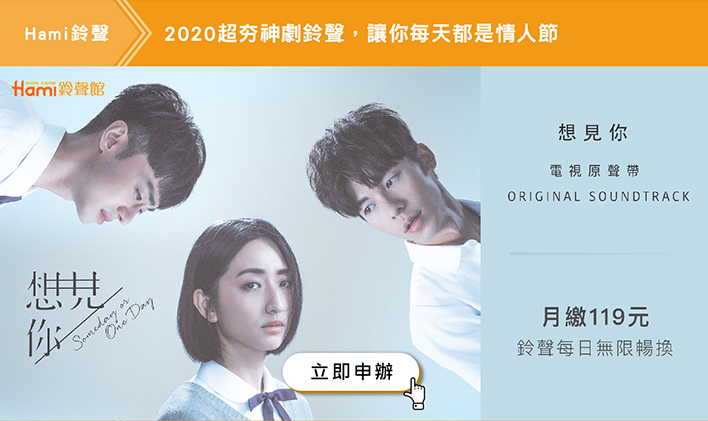 Hami鈴聲
2020超夯神劇鈴聲，讓你每天都是情人節
Hami鈴聲館
想見你
電視原聲帶
ORIGINAL SOUNDTRACK
想見
你
Someday or
One Day
月繳119元
鈴聲每日無限暢換
立即申辦